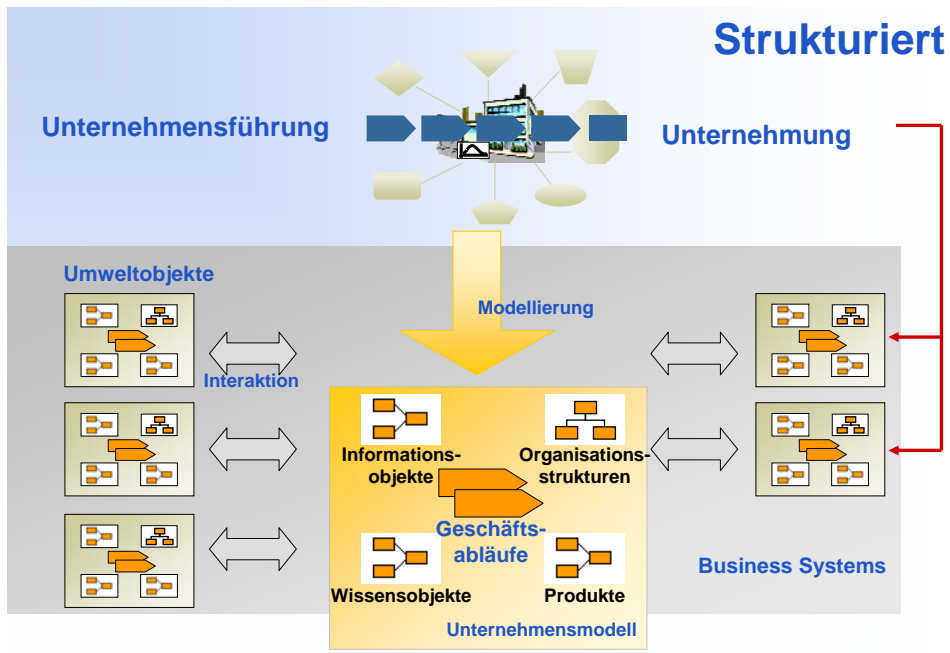 Strukturiert
Unternehmensführung
Unternehmung
Umweltobjekte
Modellierung
Interaktion
Informations-
objekte
Organisations-
strukturen
Geschäfts-
abläufe
Wissensobjekte
Produkte
Business Systems
Unternehmensmodell